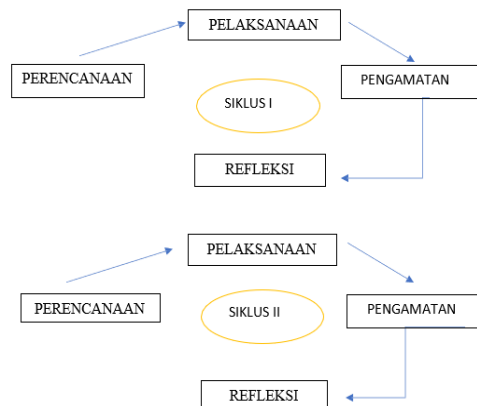 PELAKSANAAN
PERENCANAAN
PENGAMATAN
SIKLUS I
REFLEKSI
PELAKSANAAN
PERENCANAAN
PENGAMATAN
SIKLUS II
REFLEKSI